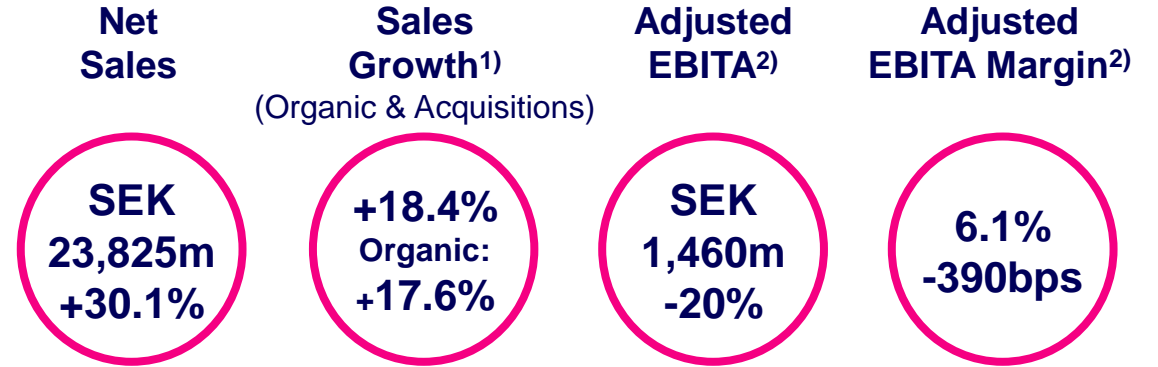 Net
Sales
SEK
23,825m
+30.1%
Sales
Growth1)
(Organic & Acquisitions)
+18.4%
Organic:
+17.6%
Adjusted
EBITA2)
SEK
1,460m
-20%
Adjusted
EBITA Margin2)
6.1%
-390bps